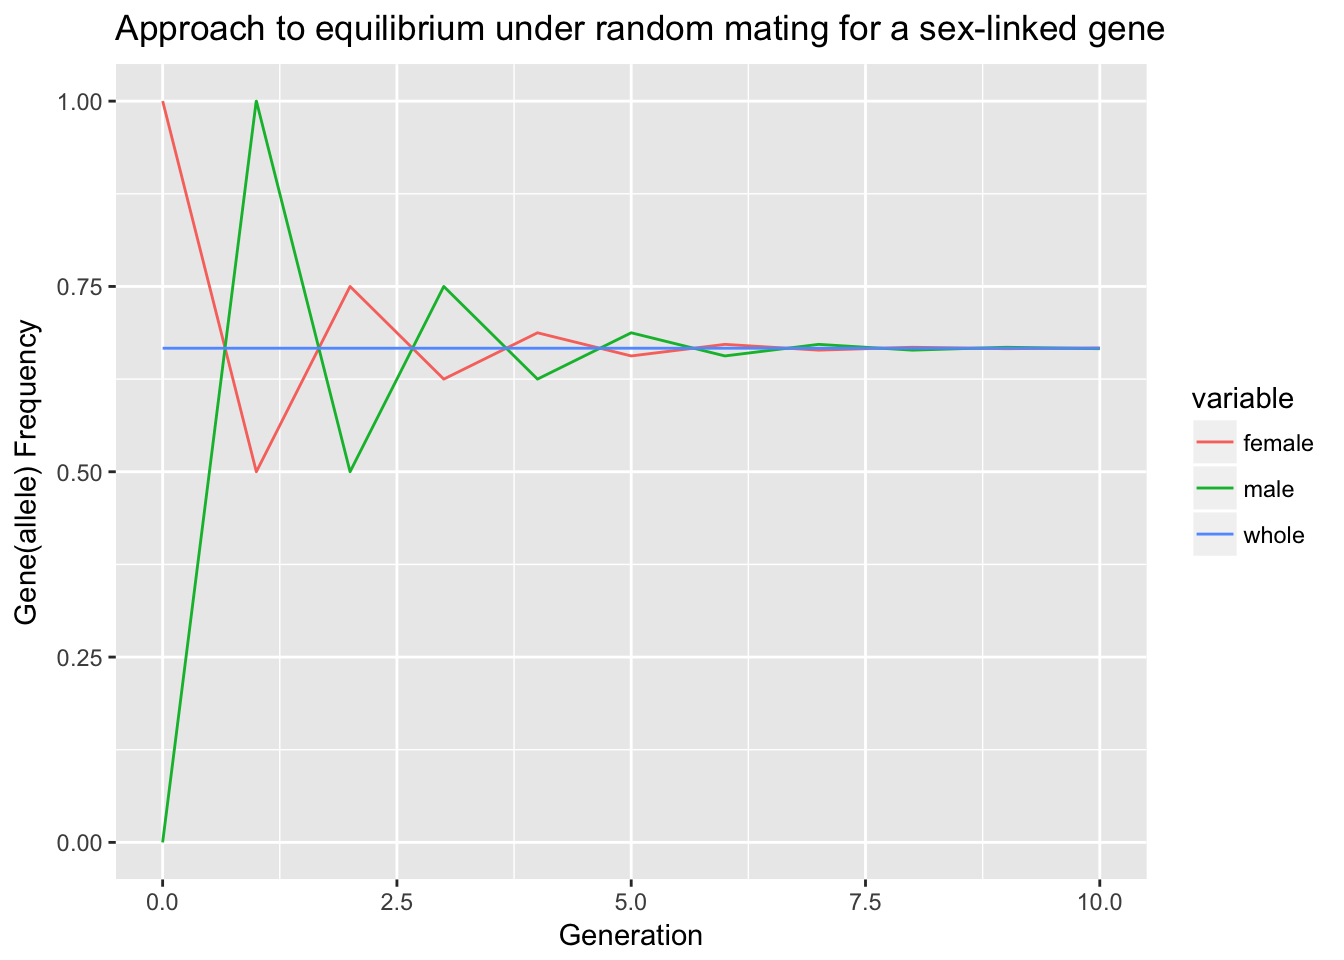 Approach to equilibrium under random mating for a sex-linked gene
Gene(allele) Frequency
1.00
0.75
0.50
0.25
0.00
0.0
2.5
5.0
7.5
10.0
Generation
variable
female
male
whole